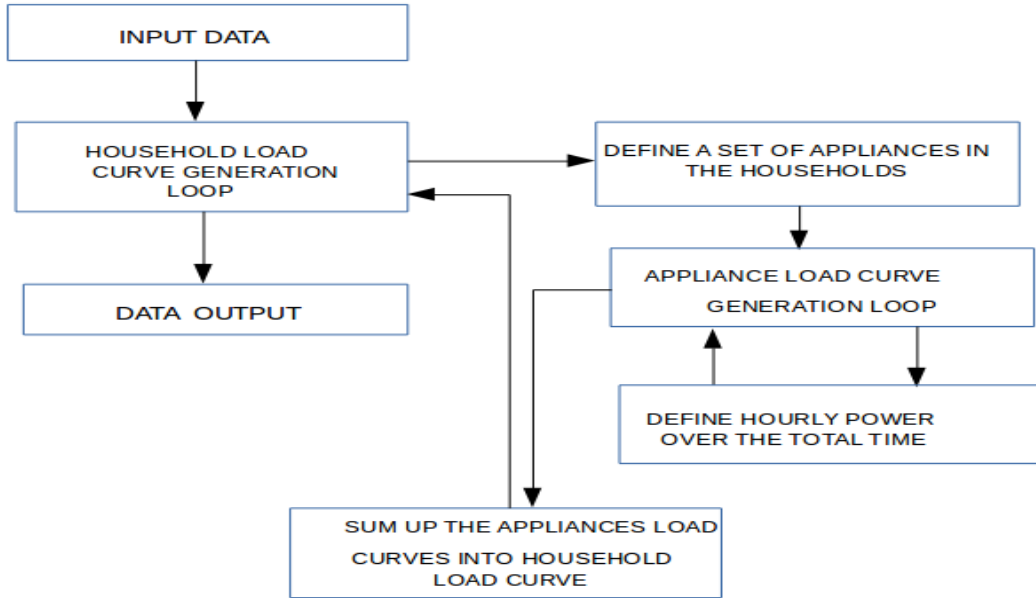 INPUT DATA
HOUSEHOLD LOAD
CURVE GENERATION
LOOP
DATA OUTPUT
DEFINE A SET OF APPLIANCES IN
THE HOUSEHOLDS
APPLIANCE LOAD CURVE
GENERATION LOOP
DEFINE HOURLY POWER
OVER THE TOTAL TIME
SUM UP THE APPLIANCES LOAD
CURVES INTO HOUSEHOLD
LOAD CURVE